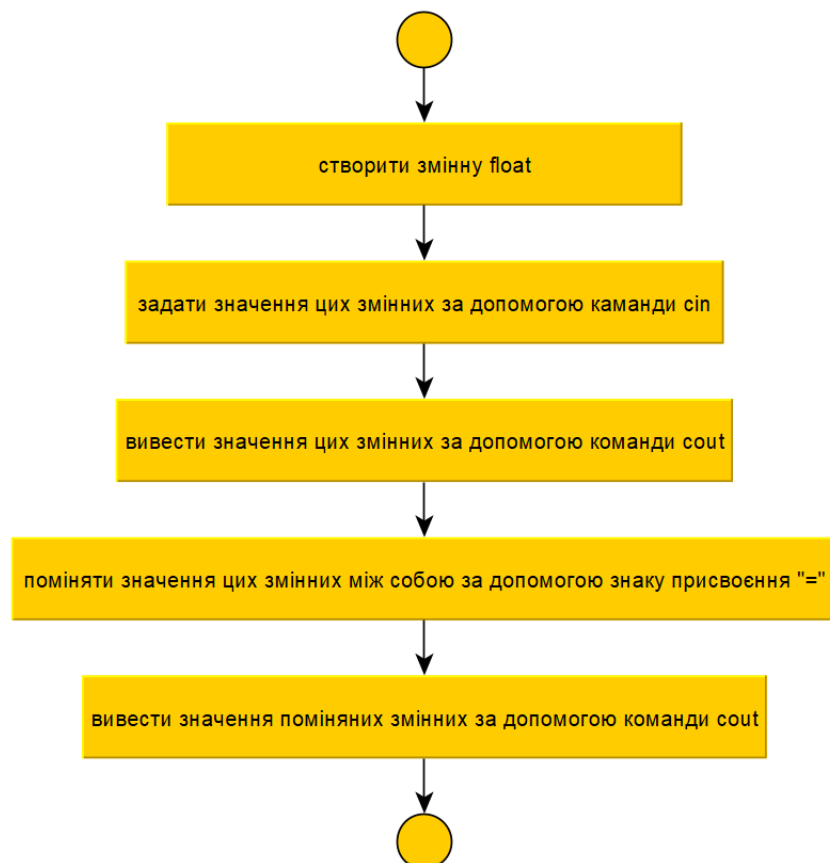 створити змінну float
задати значення цих змінних за допомогою каманди cin
вивести значення цих змінних за допомогою команди cout
поміняти значення цих змінних між собою за допомогою знаку присвоєння "="
вивести значення поміняних змінних за допомогою команди cout